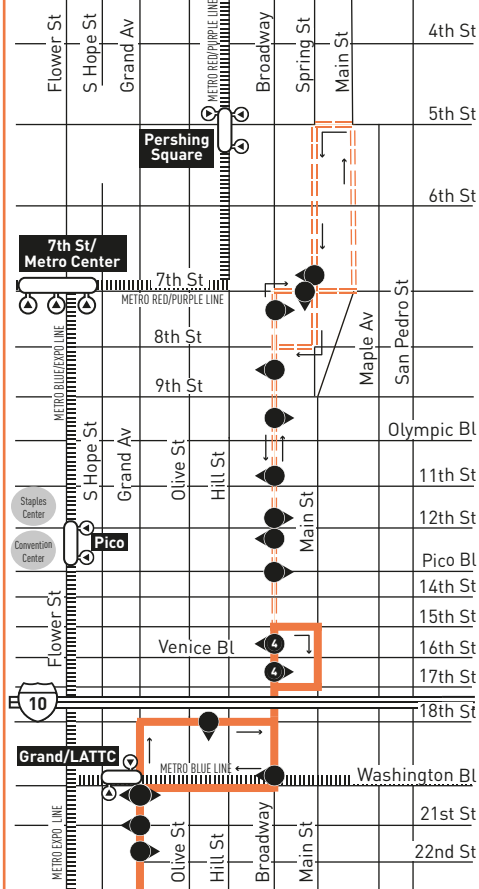 Flower St
S Hope St
Grand Av
METRO RED/PURPLE LINE
Broadway
Spring St
Main St
4th St
5th St
Pershing
Square
6th St
7th St/
Metro Center
7th St
METRO RED/PURPLE LINE
8th St
Maple Av
San Pedro St
METRO BLUE/EXPO LINE
9th St
S Hope St
Grand Av
Olive St
Hill St
Main St
Olympic Bl
11th St
Staples
Center
12th St
Convention
Center
Pico
Pico Bl
14th St
15th St
Flower St
Venice Bl
4
16th St
4
17th St
10
18th St
Grand/LATTC
METRO BLUE LINE
Washington Bl
METRO EXPO LINE
Olive St
Hill St
Broadway
Main St
21st St
22nd St